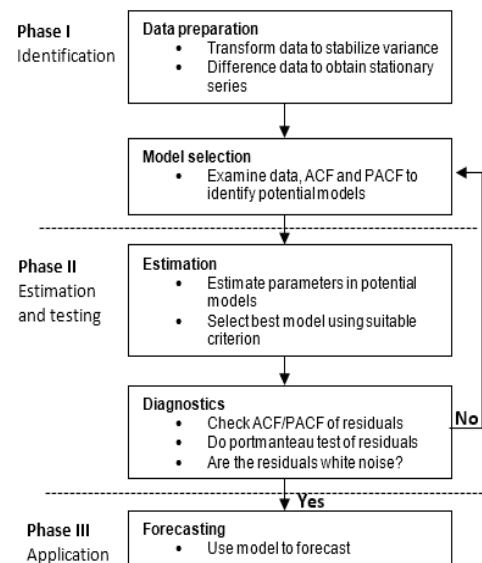 Phase I
Identification
Data preparation
• Transform data to stabilize variance
• Difference data to obtain stationary
series
Model selection
• Examine data, ACF and PACF to
identify potential models
Phase II
Estimation
and testing
Estimation
• Estimate parameters in potential
models
• Select best model using suitable
criterion
Diagnostics
• Check ACF/PACF of residuals
• Do portmanteau test of residuals
• Are the residuals white noise?
No
Yes
Phase III
Application
Forecasting
• Use model to forecast